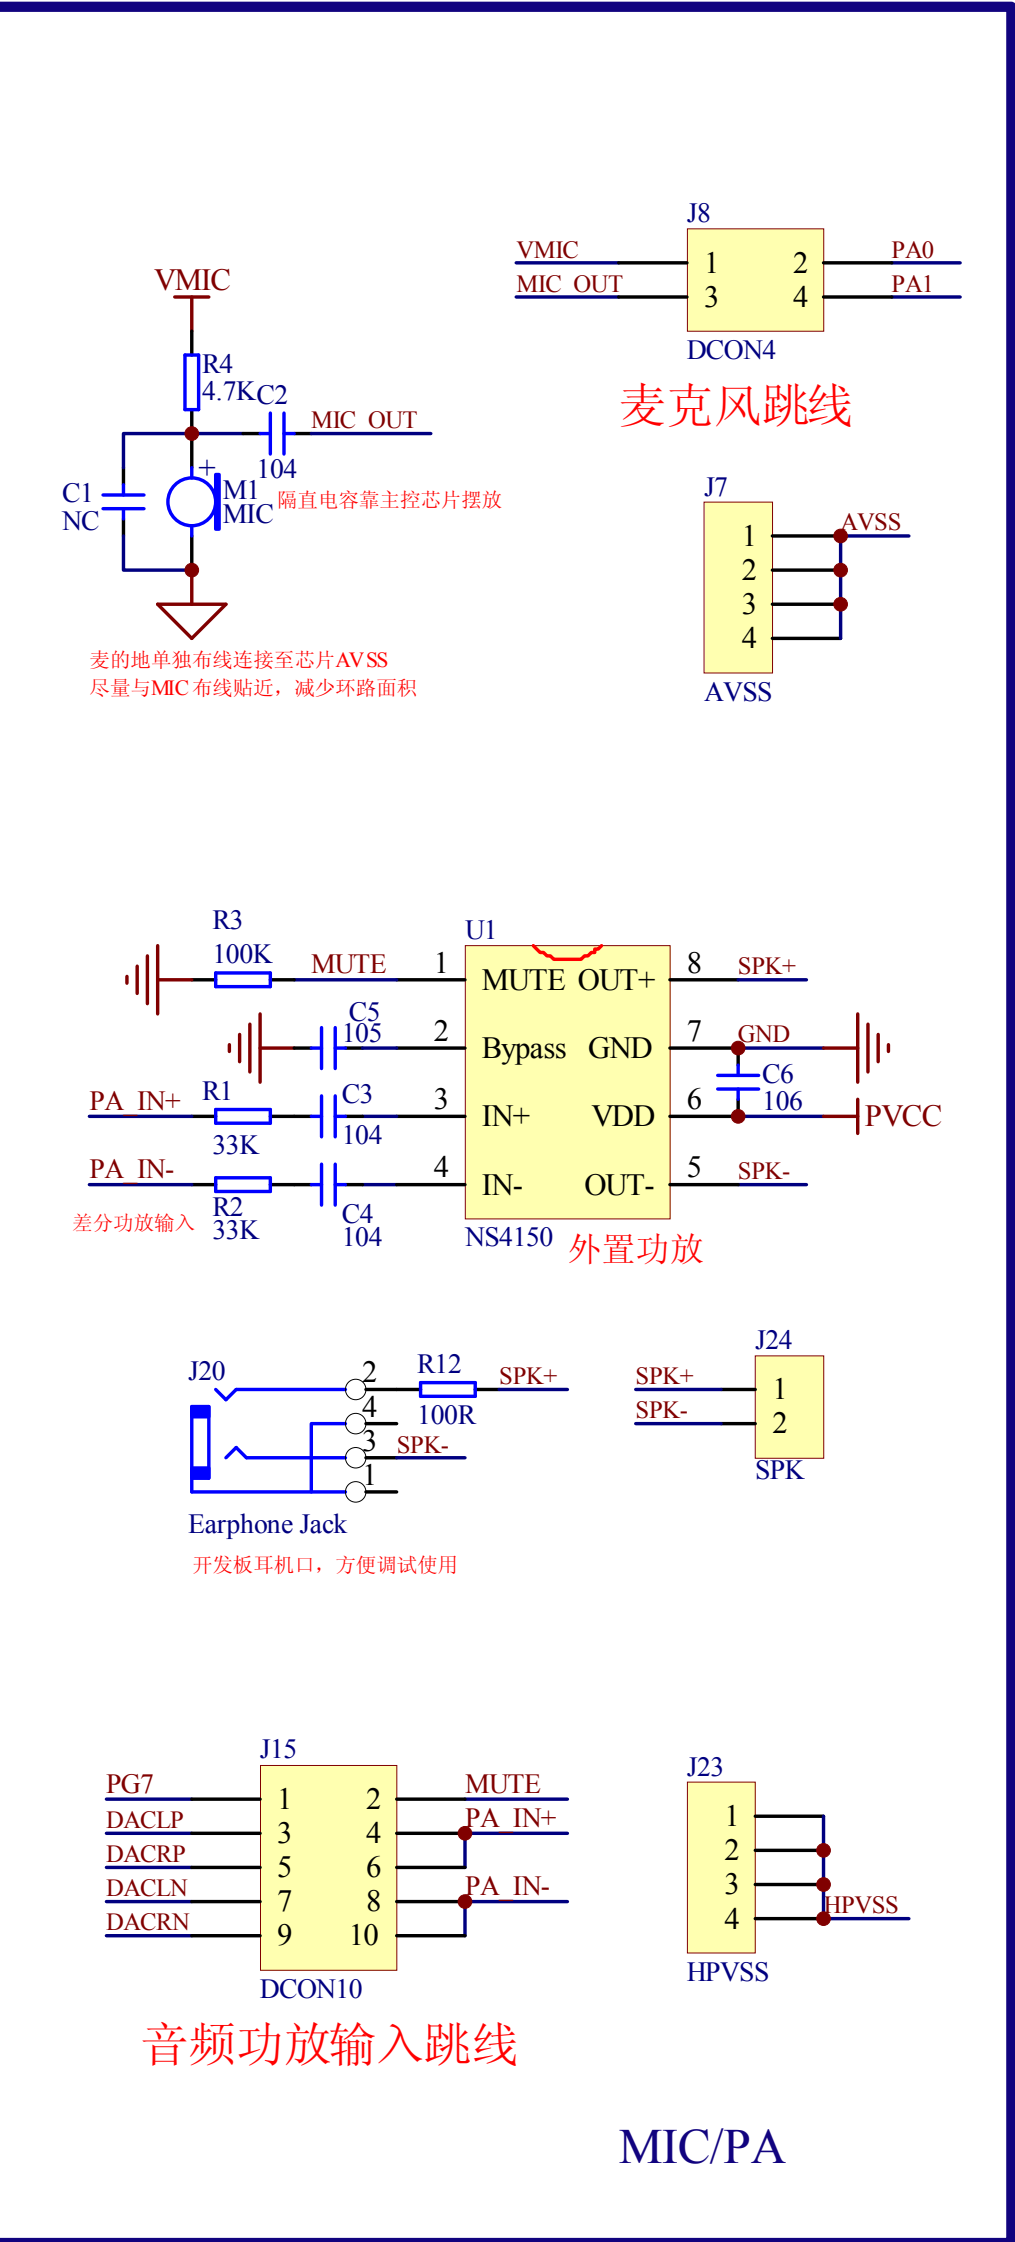 J8
VMIC
1
2
PA0
MIC_OUT
3
4
PA1
DCON4
麦克风跳线
VMIC
R4
4.7K
C2
MIC_OUT
104
C1
NC
+
M1
MIC
隔直电容靠主控芯片摆放
麦的地单独布线连接至芯片AVSS
尽量与MIC布线贴近，减少环路面积
J7
1
AVSS
2
3
4
AVSS
R3
100K
MUTE
1
U1
MUTE
OUT+
8
SPK+
C5
105
2
Bypass
GND
7
GND
PA_IN+
R1
33K
C3
104
3
IN+
VDD
6
C6
106
PVCC
PA_IN-
R2
33K
C4
104
4
IN-
OUT-
5
SPK-
差分功放输入
NS4150
外置功放
J20
2
R12
100R
SPK+
4
3
SPK-
1
Earphone Jack
开发板耳机口，方便调试使用
J24
SPK+
1
SPK-
2
SPK
J15
PG7
1
2
MUTE
DACLP
3
4
PA_IN+
DACRP
5
6
DACLN
7
8
PA_IN-
DACRN
9
10
DCON10
音频功放输入跳线
J23
1
2
3
4
HPVSS
HPVSS
MIC/PA